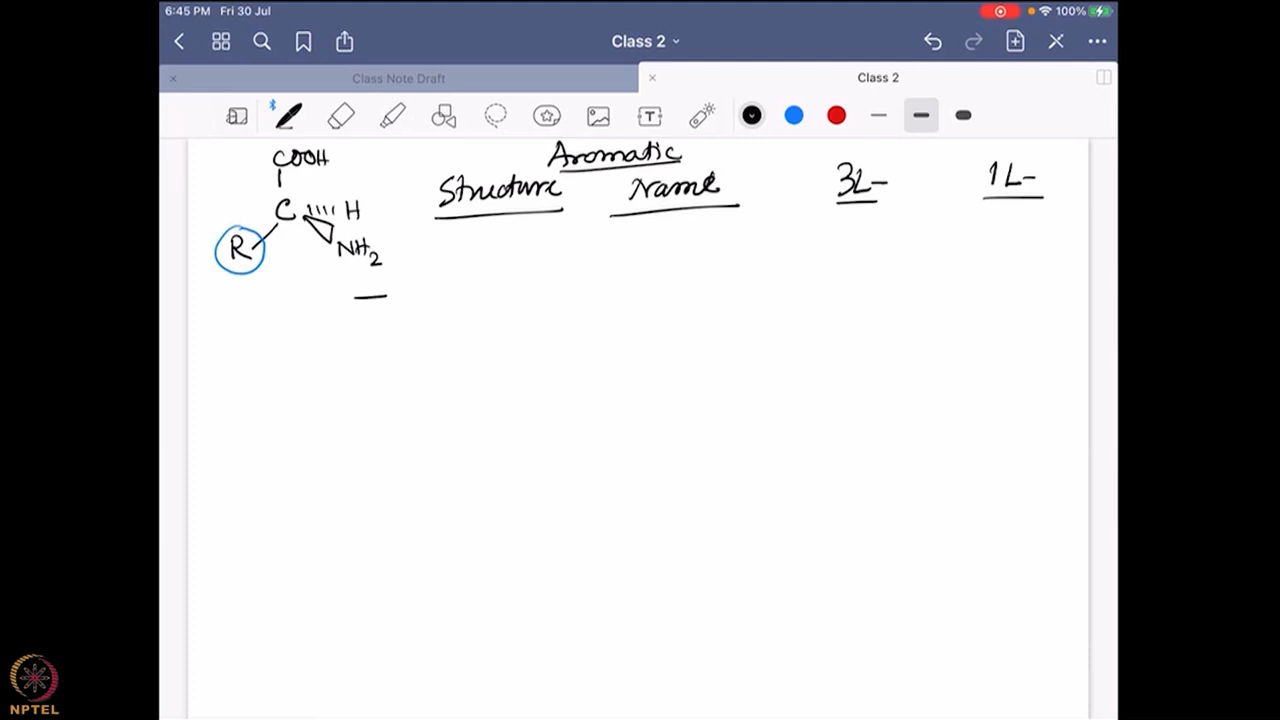 6:45 PM Fri 30 Jul
100%
Class 2
Class Note Draft
Class 2
T
Aromatic
Structure Name 3L- 1L-
COOH
C H
R NH2
NPTEL